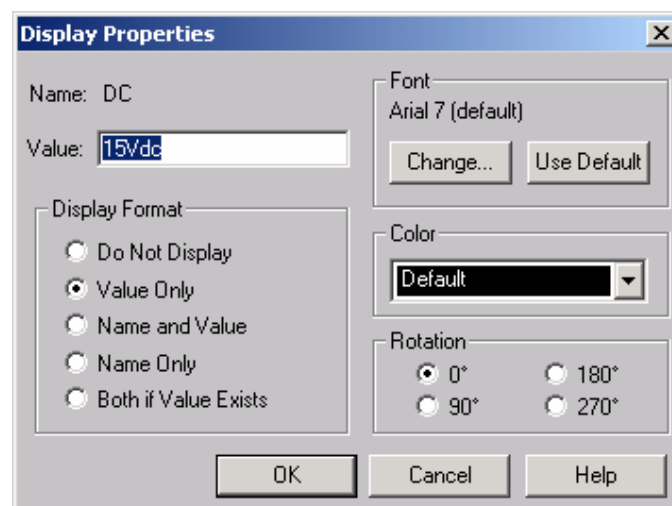 Display Properties
Name: DC
Value: 15Vdc
Display Format
Do Not Display
Value Only
Name and Value
Name Only
Both if Value Exists
Font
Arial 7 (default)
Change... Use Default
Color
Default
Rotation
0° 180°
90° 270°
OK Cancel Help